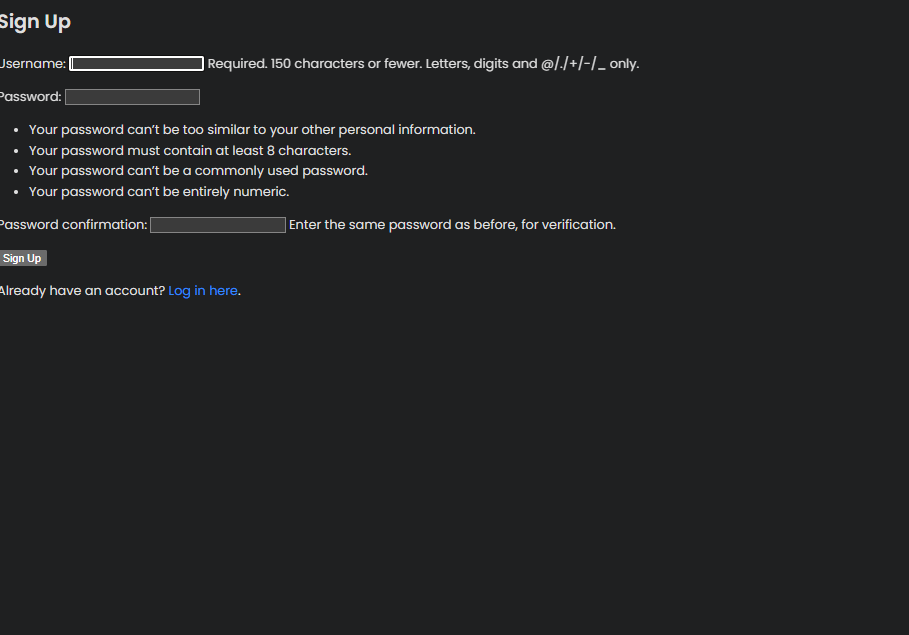 Sign Up
Username: Required. 150 characters or fewer. Letters, digits and @/./+/-/_ only.
Password:
• Your password can’t be too similar to your other personal information.
• Your password must contain at least 8 characters.
• Your password can’t be a commonly used password.
• Your password can’t be entirely numeric.
Password confirmation: Enter the same password as before, for verification.
Sign Up
Already have an account? Log in here.